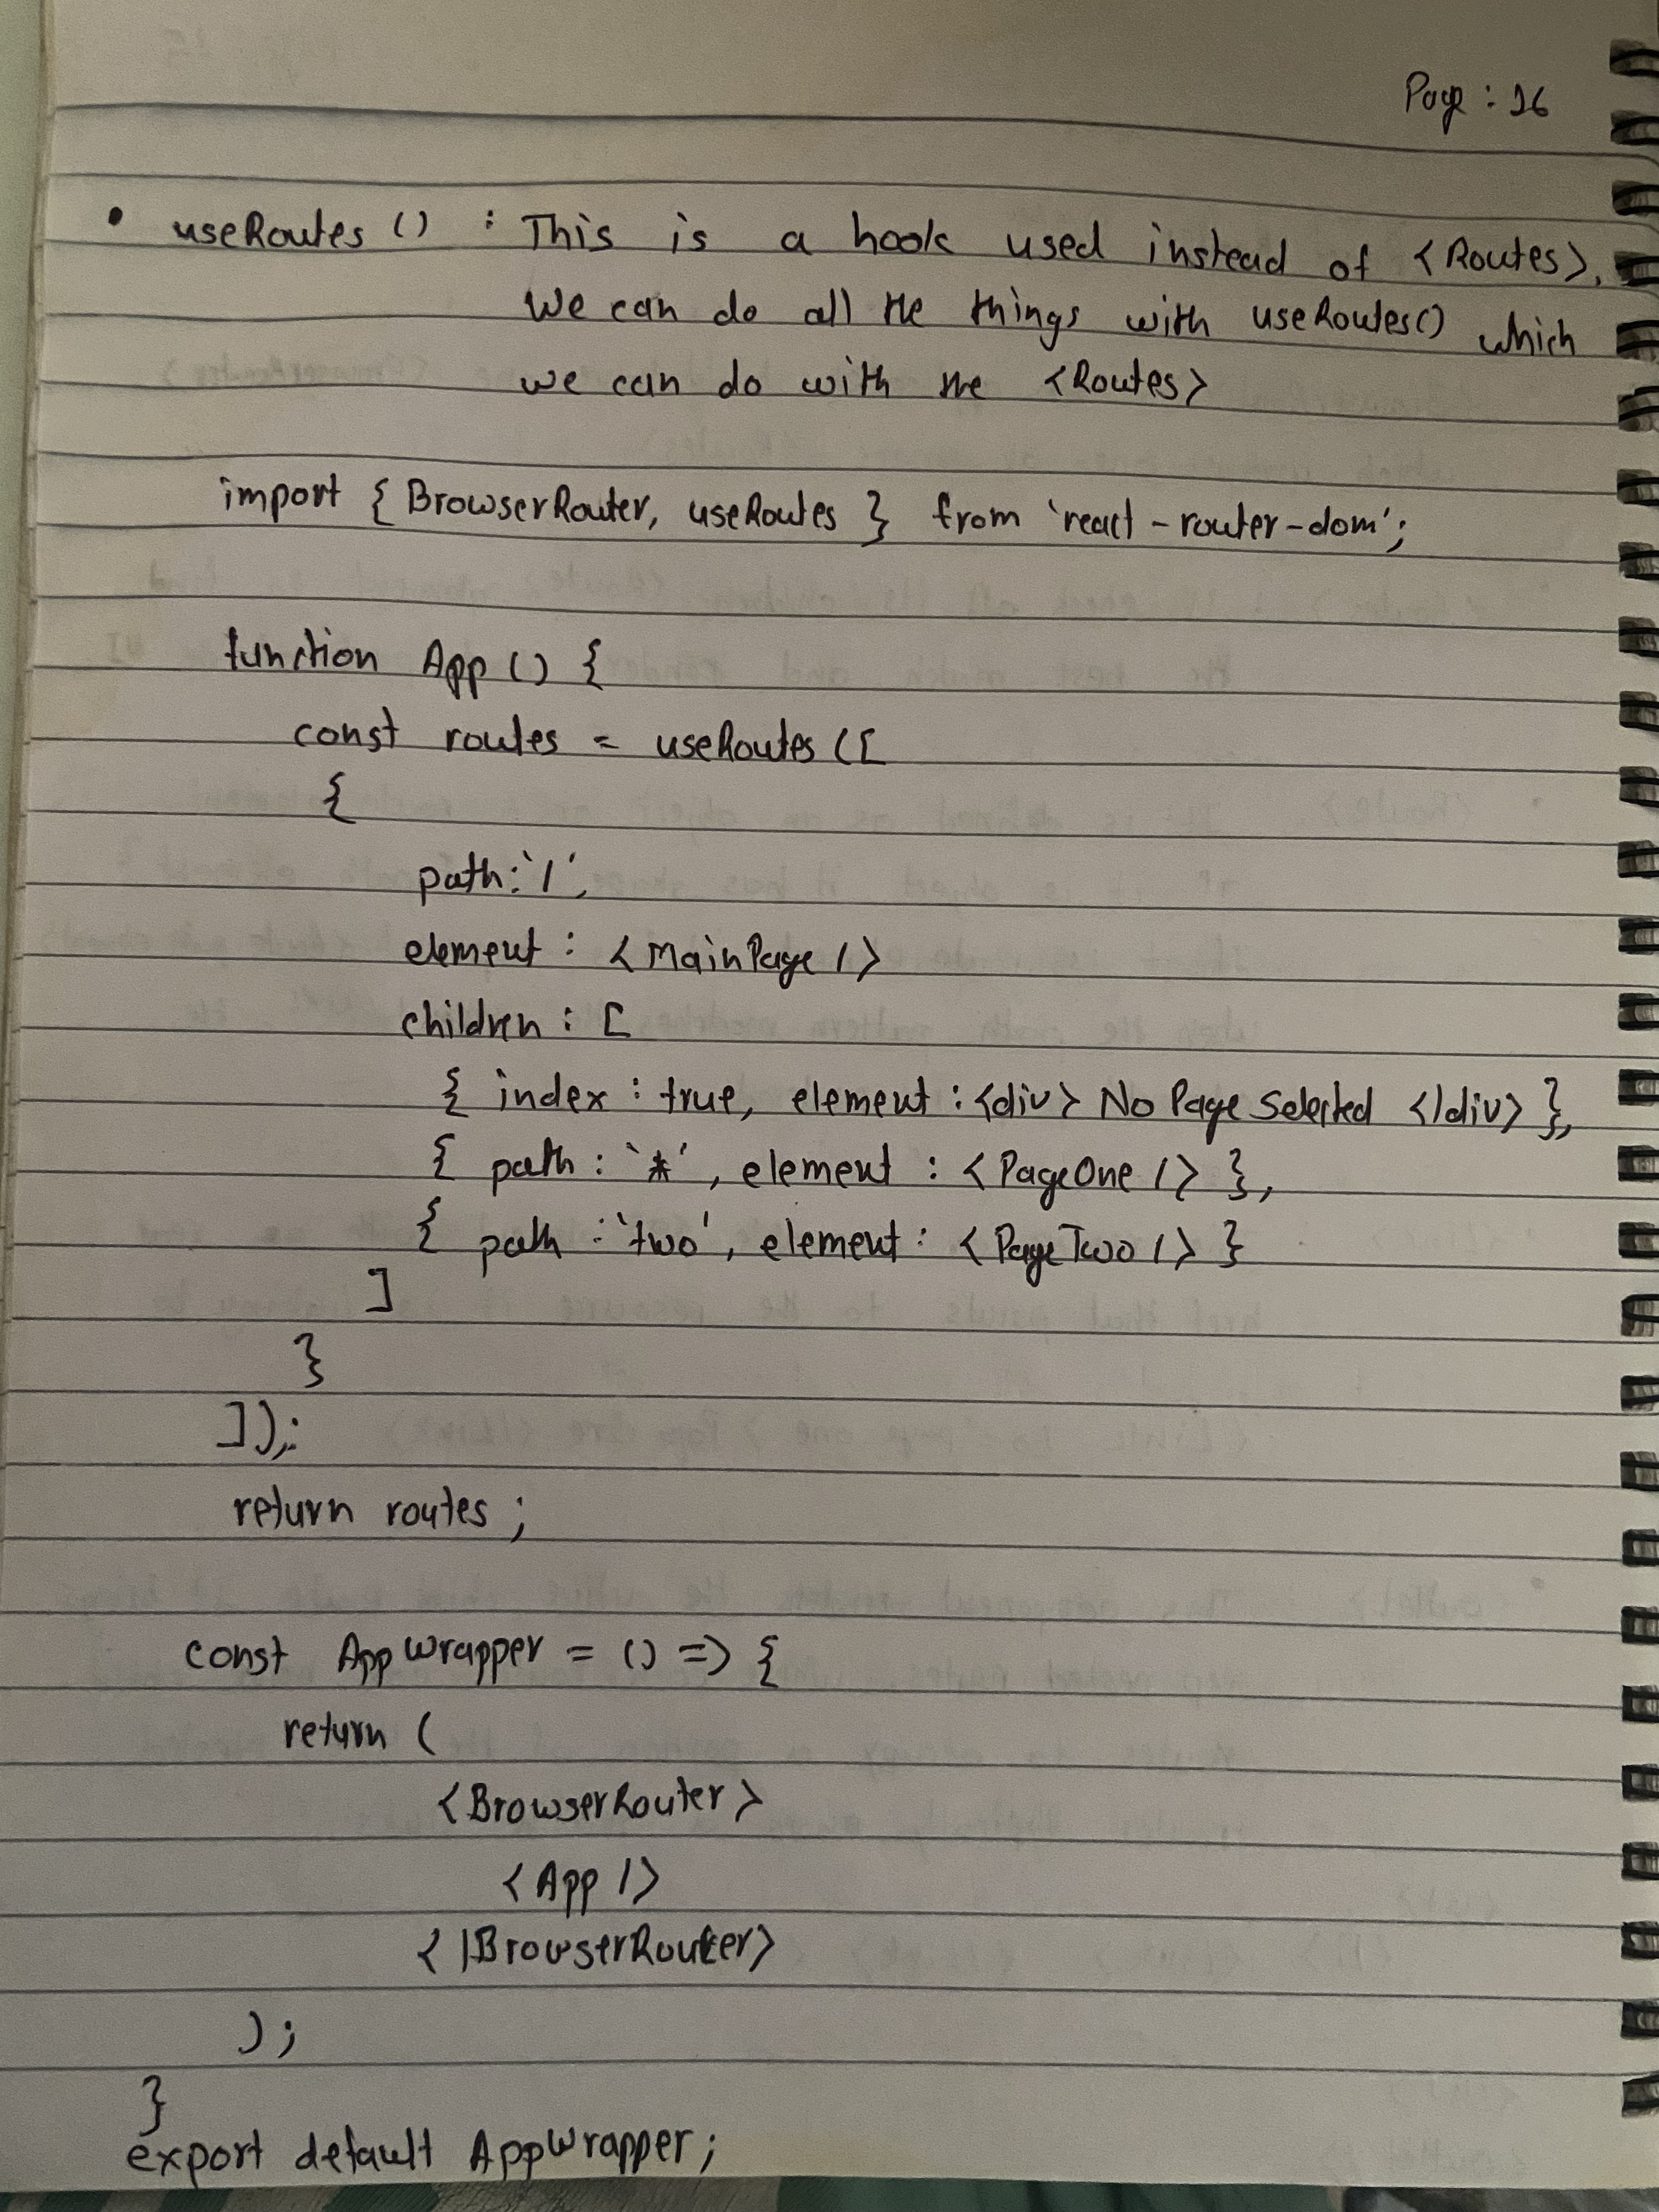 Page : 26
• useRoutes () : This is a hook used instead of <Routes>.
We can do all the things with useRoutes() which
we can do with the <Routes>
import { BrowserRouter, useRoutes } from 'react-router-dom';
function App () {
const routes = useRoutes ([
{
path: '/',
element : <MainPage />
children : [
{ index : true, element : <div> No Page Selected </div> },
{ path : '*', element : <PageOne /> },
{ path : 'two', element : <PageTwo /> }
]
}
]);
return routes ;
const AppWrapper = () => {
return (
<BrowserRouter>
<App />
</BrowserRouter>
);
}
export default AppWrapper;